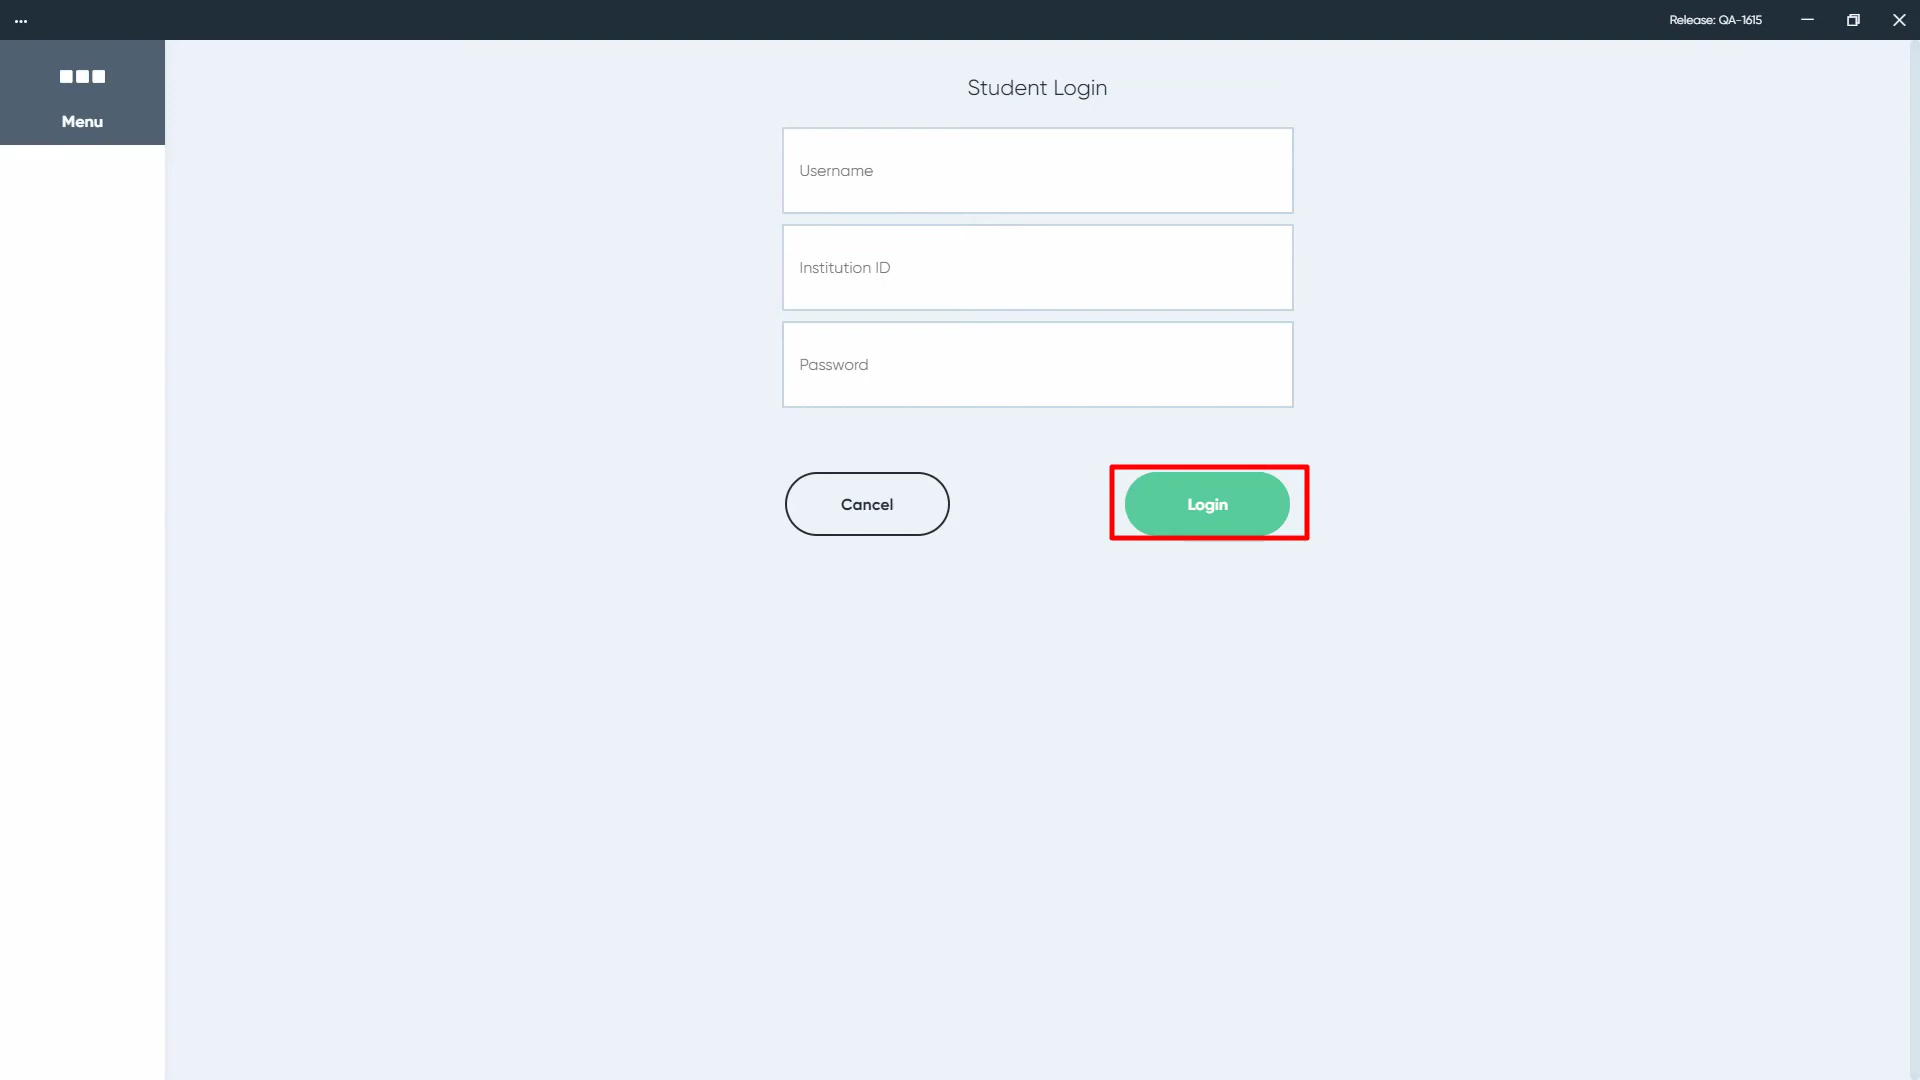 ...
Release: QA-1615
Menu
Student Login
Username
Institution ID
Password
Cancel
Login